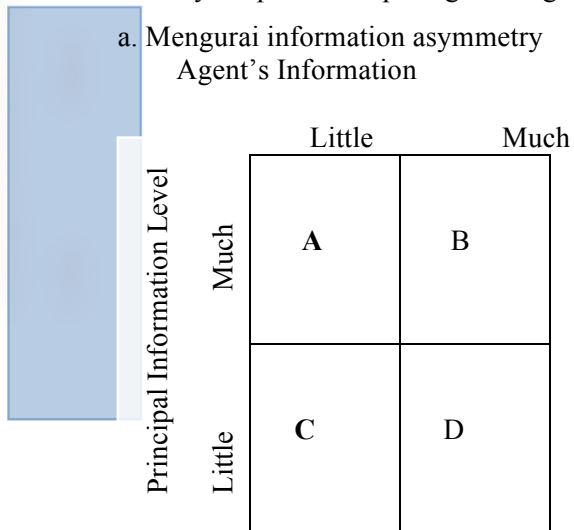 a. Mengurai information asymmetry
Agent's Information
Little Much
Principal Information Level
Much
A B
Little
C D